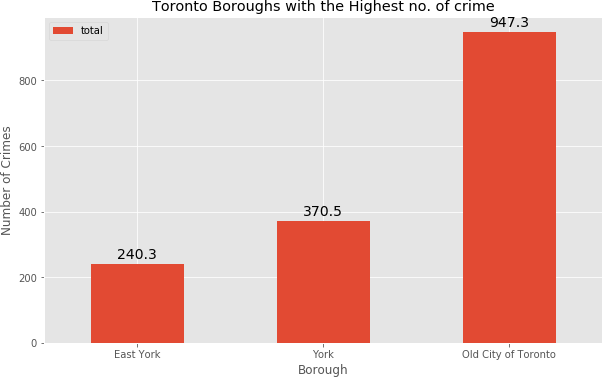 Toronto Boroughs with the Highest no. of crime
total
947.3
370.5
240.3
Number of Crimes
800
600
400
200
0
East York
York
Old City of Toronto
Borough